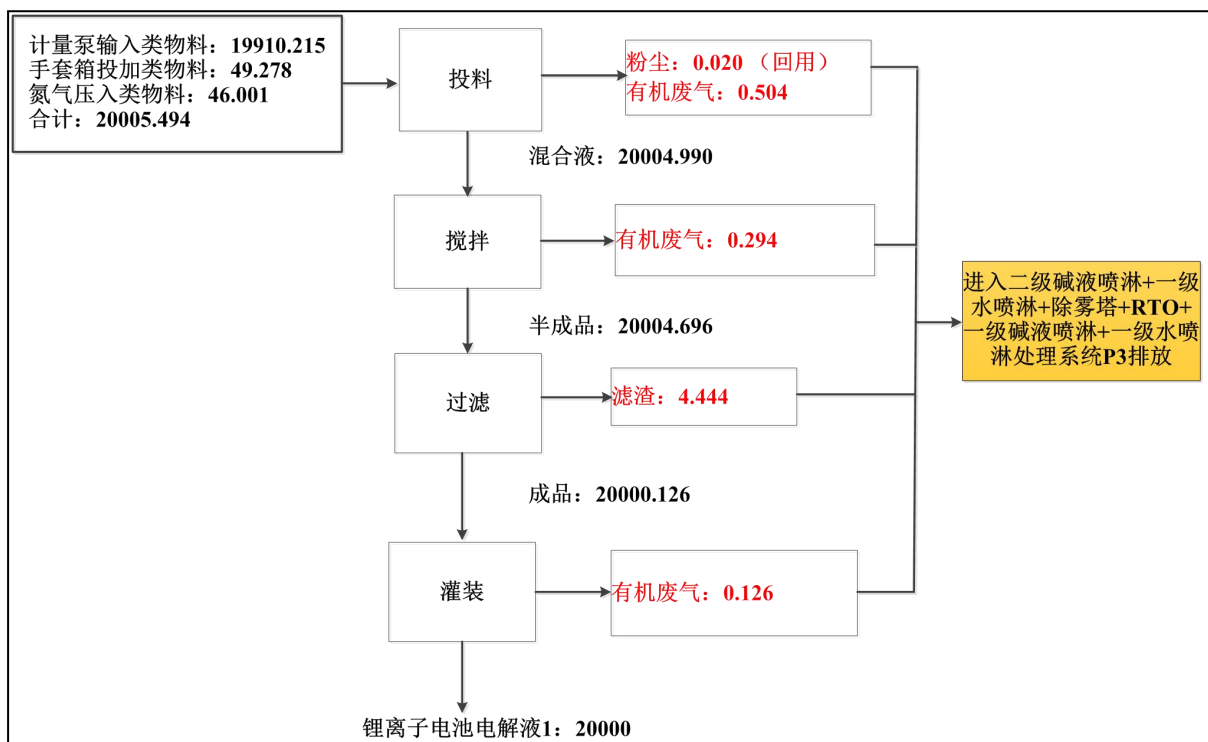 计量泵输入类物料：19910.215
手套箱投加类物料：49.278
氮气压入类物料：46.001
合计：20005.494
投料
粉尘：0.020 （回用）
有机废气：0.504
混合液：20004.990
搅拌
有机废气：0.294
半成品：20004.696
进入二级碱液喷淋+一级
水喷淋+除雾塔+RTO+
一级碱液喷淋+一级水喷
淋处理系统P3排放
过滤
滤渣：4.444
成品：20000.126
灌装
有机废气：0.126
锂离子电池电解液1：20000